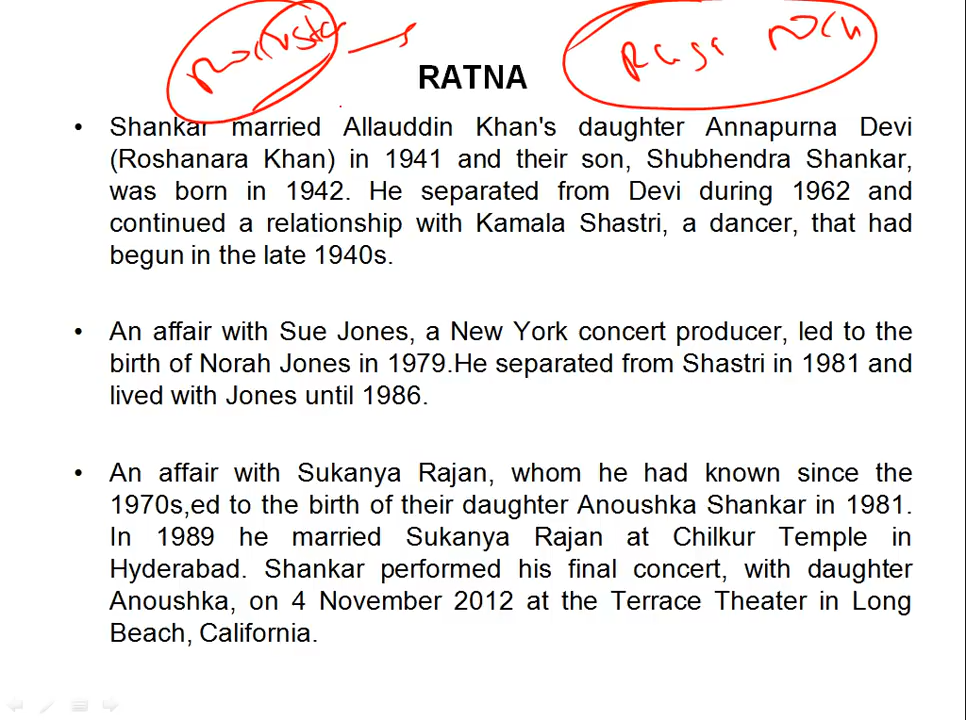 RATNA
• Shankar married Allauddin Khan's daughter Annapurna Devi
(Roshanara Khan) in 1941 and their son, Shubhendra Shankar,
was born in 1942. He separated from Devi during 1962 and
continued a relationship with Kamala Shastri, a dancer, that had
begun in the late 1940s.
• An affair with Sue Jones, a New York concert producer, led to the
birth of Norah Jones in 1979.He separated from Shastri in 1981 and
lived with Jones until 1986.
• An affair with Sukanya Rajan, whom he had known since the
1970s,ed to the birth of their daughter Anoushka Shankar in 1981.
In 1989 he married Sukanya Rajan at Chilkur Temple in
Hyderabad. Shankar performed his final concert, with daughter
Anoushka, on 4 November 2012 at the Terrace Theater in Long
Beach, California.